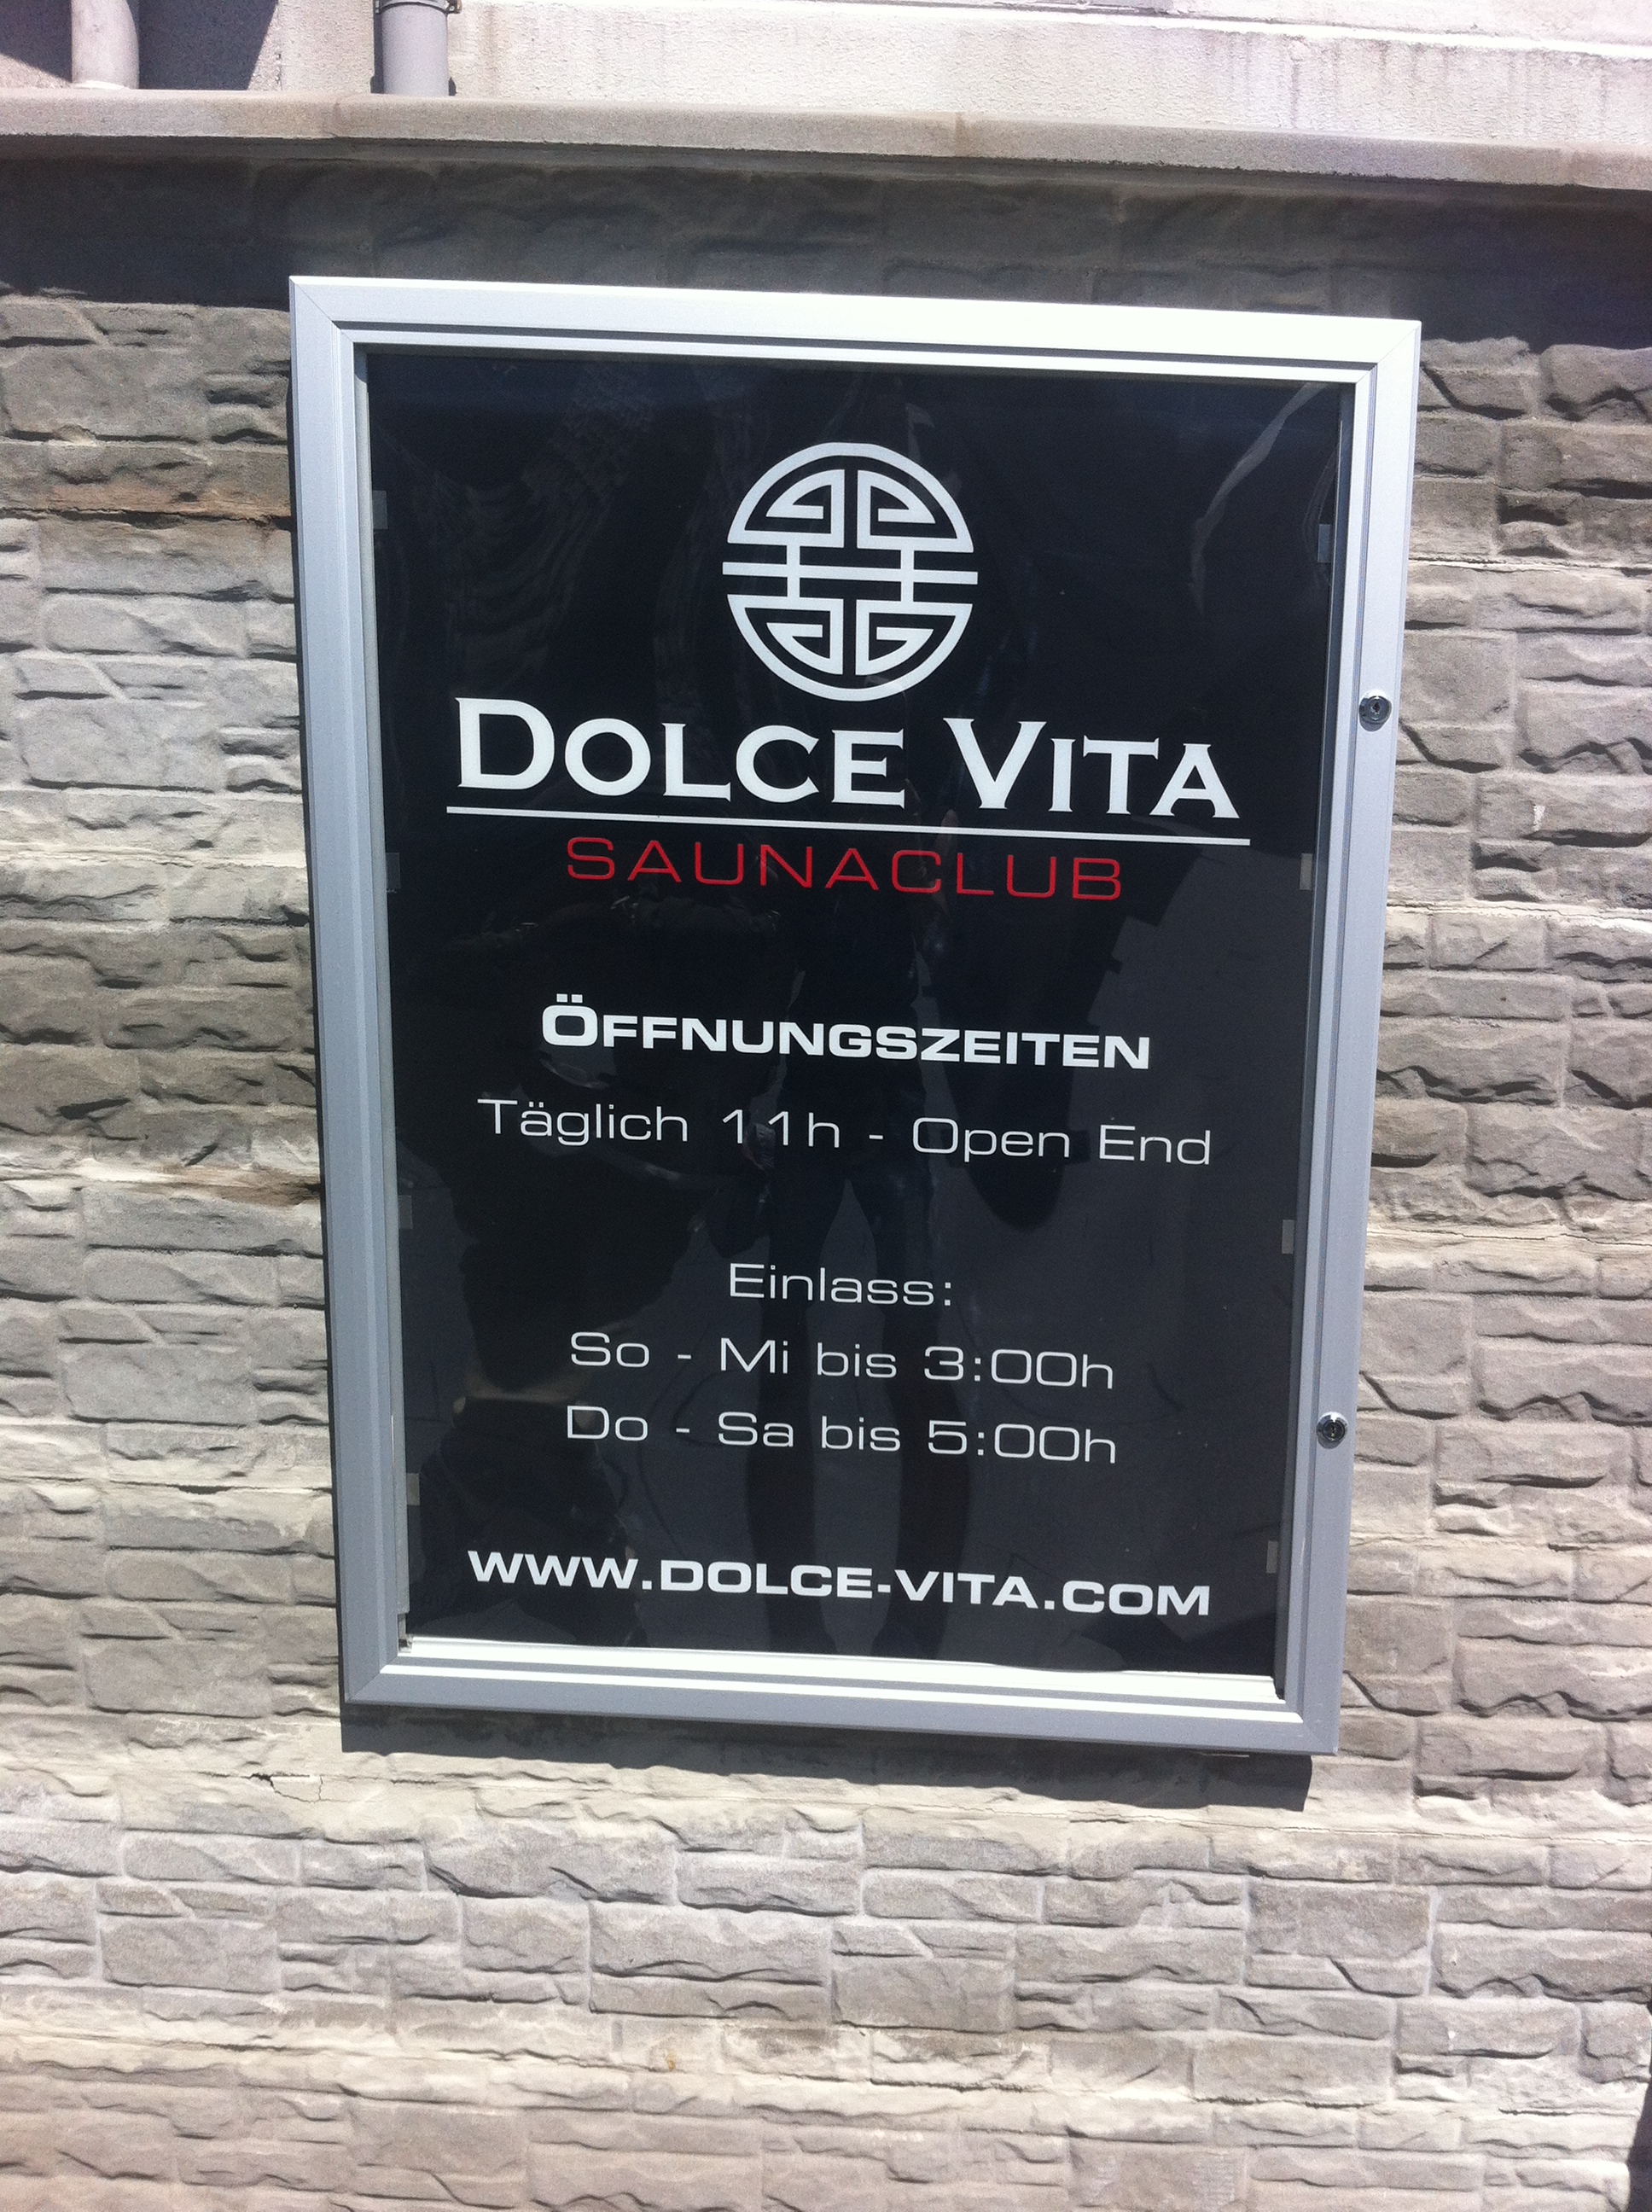 DOLCE VITA
SAUNACLUB
ÖFFNUNGSZEITEN
Täglich 11h - Open End
Einlass:
So - Mi bis 3:00h
Do - Sa bis 5:00h
WWW.DOLCE-VITA.COM